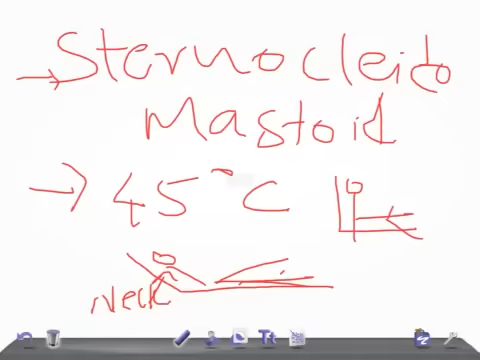 → Sternocleido
Mastoid
→ 45°C
Neck